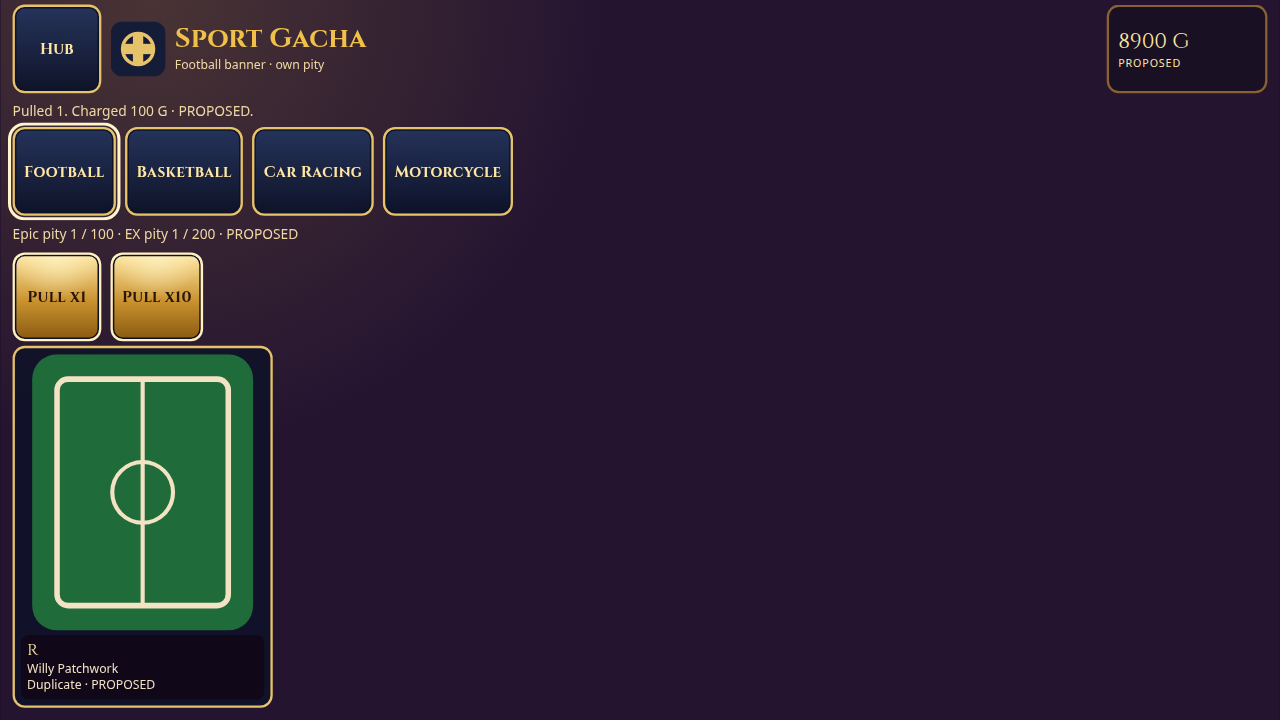 Hub
Sport Gacha
Football banner · own pity
8900 G
PROPOSED
Pulled 1. Charged 100 G · PROPOSED.
Football
Basketball
Car Racing
Motorcycle
Epic pity 1 / 100 · EX pity 1 / 200 · PROPOSED
Pull x1
Pull x10
R
Willy Patchwork
Duplicate · PROPOSED